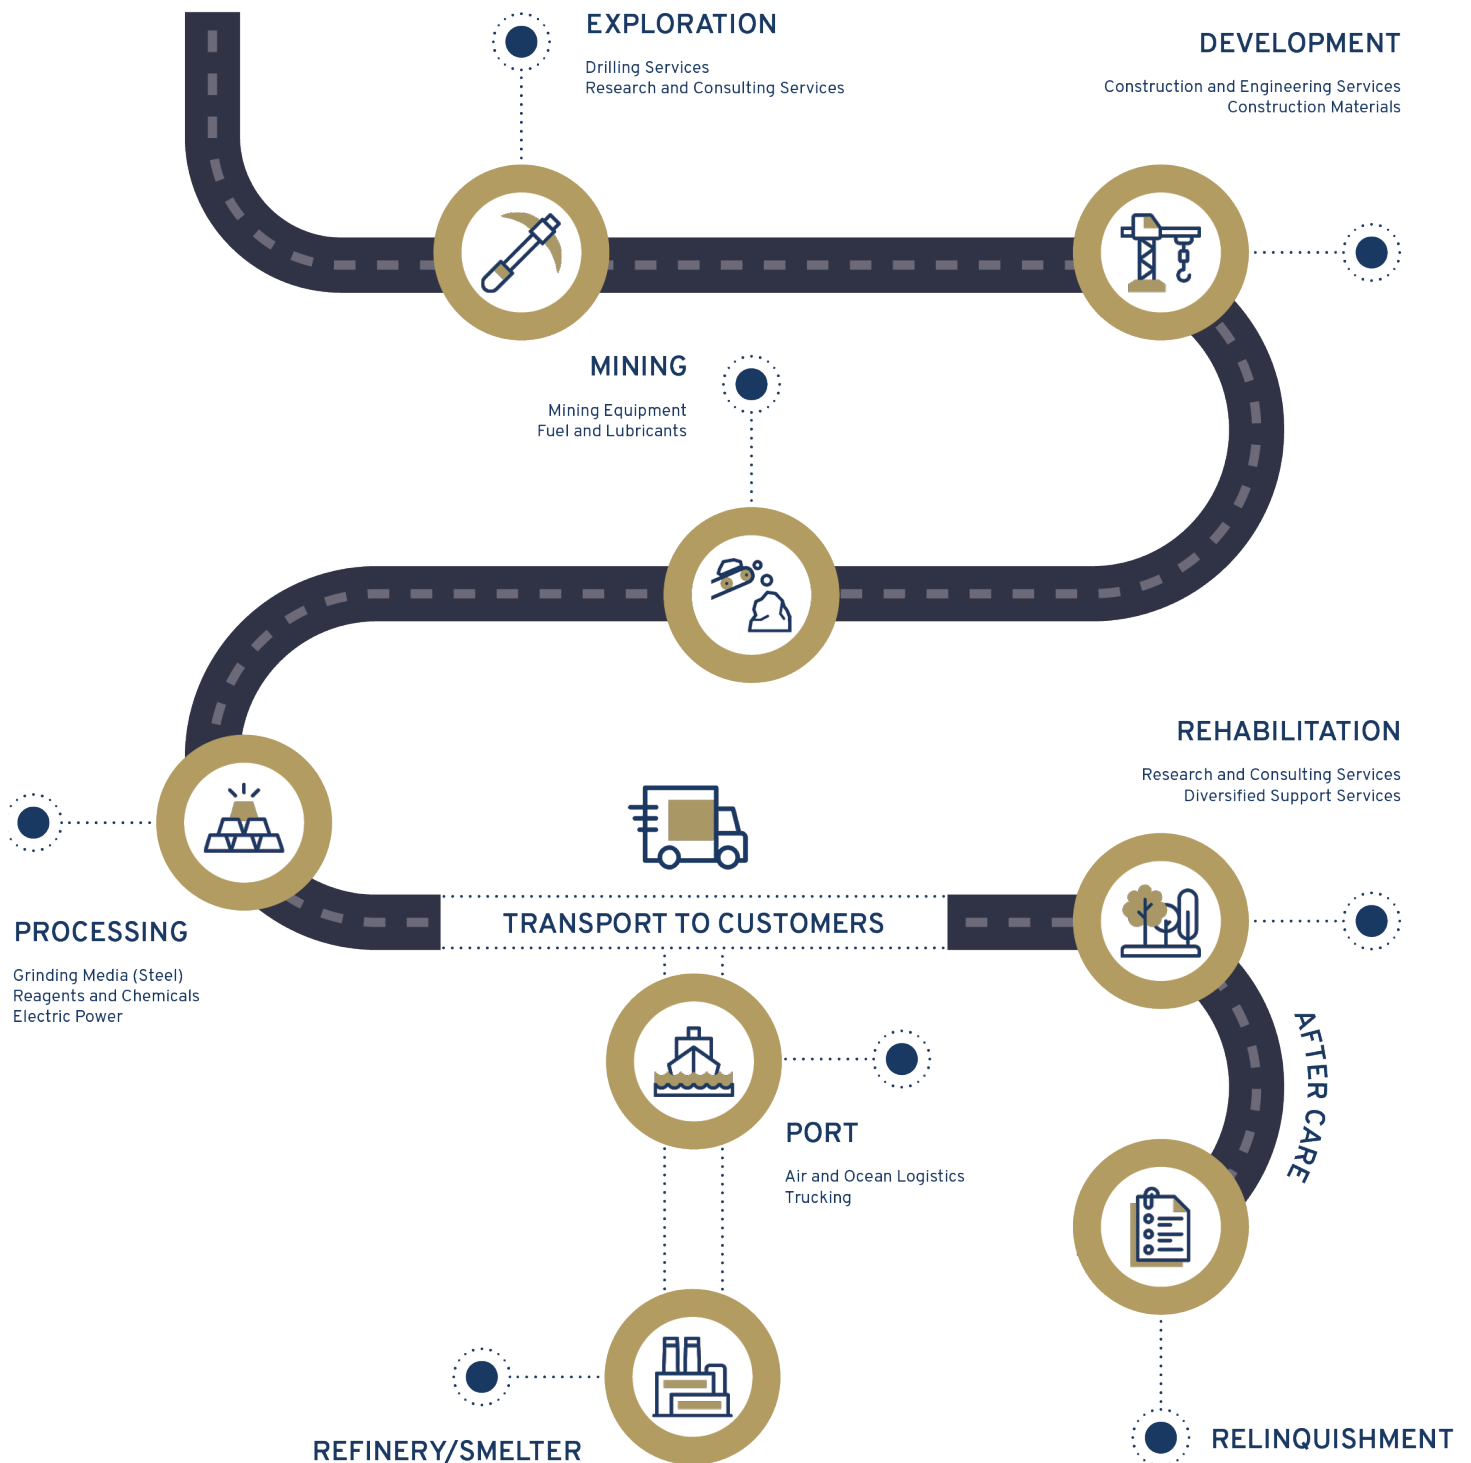 EXPLORATION
Drilling Services
Research and Consulting Services
DEVELOPMENT
Construction and Engineering Services
Construction Materials
MINING
Mining Equipment
Fuel and Lubricants
REHABILITATION
Research and Consulting Services
Diversified Support Services
TRANSPORT TO CUSTOMERS
PROCESSING
Grinding Media (Steel)
Reagents and Chemicals
Electric Power
AFTER CARE
PORT
Air and Ocean Logistics
Trucking
REFINERY/SMELTER
RELINQUISHMENT